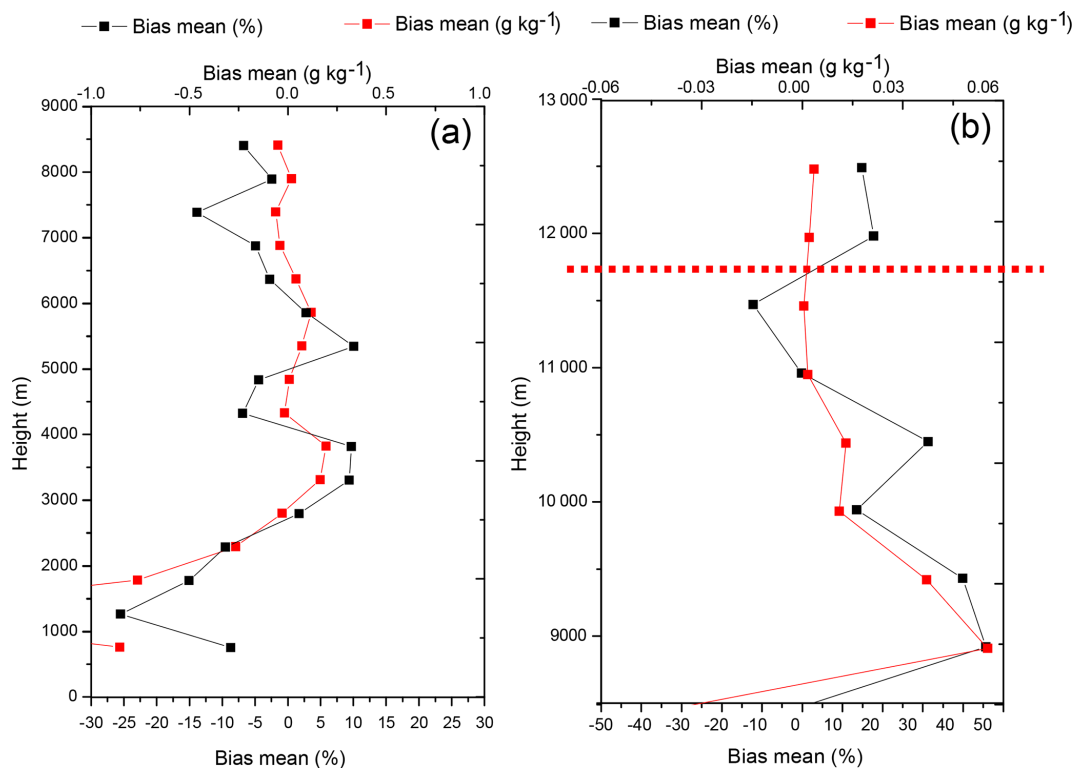 Bias mean (%) Bias mean (g kg-1) Bias mean (%) Bias mean (g kg-1)
Bias mean (g kg-1) Bias mean (g kg-1)
-1.0 -0.5 0.0 0.5 1.0 -0.06 -0.03 0.00 0.03 0.06
(a) (b)
9000
8000
7000
6000
5000
4000
3000
2000
1000
0
Height (m)
13 000
12 000
11 000
10 000
9000
Height (m)
-30 -25 -20 -15 -10 -5 0 5 10 15 20 25 30
-50 -40 -30 -20 -10 0 10 20 30 40 50
Bias mean (%) Bias mean (%)